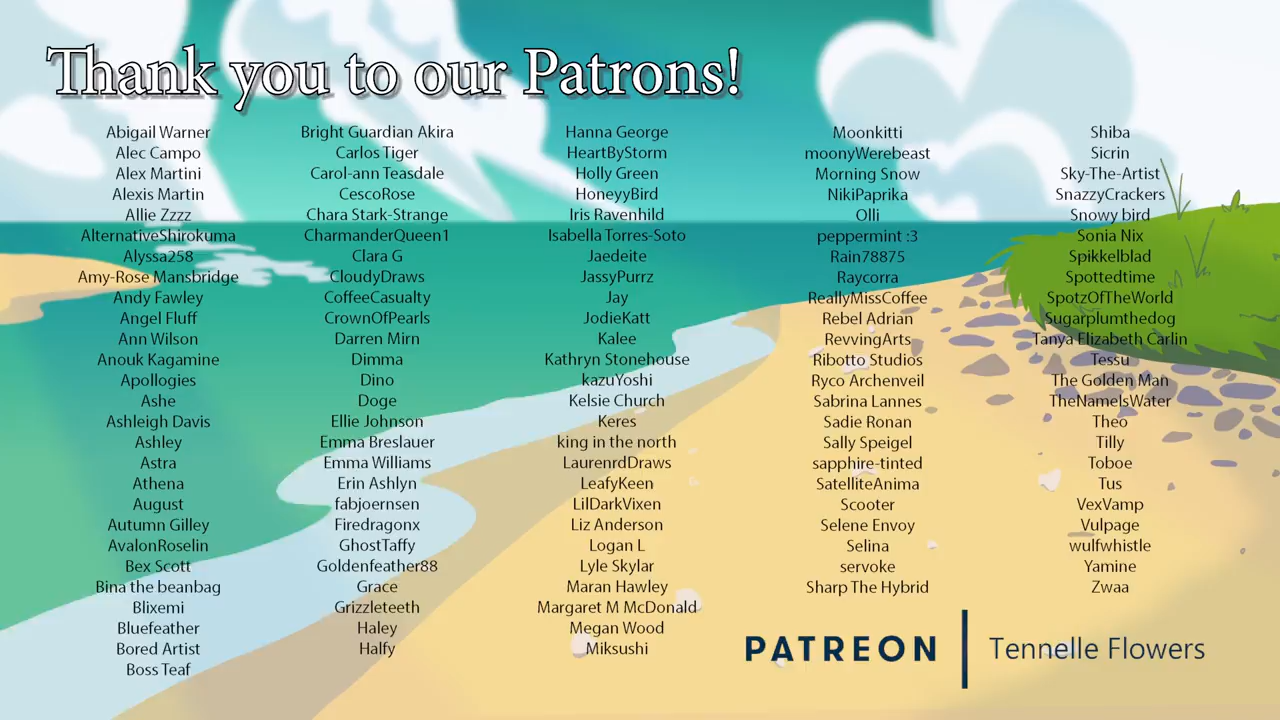 Thank you to our Patrons!
Abigail Warner
Alec Campo
Alex Martini
Alexis Martin
Allie Zzzz
AlternativeShirokuma
Alyssa258
Amy-Rose Mansbridge
Andy Fawley
Angel Fluff
Ann Wilson
Anouk Kagamine
Apollogies
Ashe
Ashleigh Davis
Ashley
Astra
Athena
August
Autumn Gilley
AvalonRoselin
Bex Scott
Bina the beanbag
Blixemi
Bluefeather
Bored Artist
Boss Teaf
Bright Guardian Akira
Carlos Tiger
Carol-ann Teasdale
CescoRose
Chara Stark-Strange
CharmanderQueen1
Clara G
CloudyDraws
CoffeeCasualty
CrownOfPearls
Darren Mirn
Dimma
Dino
Doge
Ellie Johnson
Emma Breslauer
Emma Williams
Erin Ashlyn
fabjoernsen
Firedragonx
GhostTaffy
Goldenfeather88
Grace
Grizzleteeth
Haley
Halfy
Hanna George
HeartByStorm
Holly Green
HoneyyBird
Iris Ravenhild
Isabella Torres-Soto
Jaedeite
JassyPurrz
Jay
JodieKatt
Kalee
Kathryn Stonehouse
kazuYoshi
Kelsie Church
Keres
king in the north
LaurenrdDraws
LeafyKeen
LilDarkVixen
Liz Anderson
Logan L
Lyle Skylar
Maran Hawley
Margaret M McDonald
Megan Wood
Miksushi
Moonkitti
moonyWerebeast
Morning Snow
NikiPaprika
Olli
peppermint :3
Rain78875
Raycorra
ReallyMissCoffee
Rebel Adrian
RevvingArts
Ribotto Studios
Ryco Archenveil
Sabrina Lannes
Sadie Ronan
Sally Speigel
sapphire-tinted
SatelliteAnima
Scooter
Selene Envoy
Selina
servoke
Sharp The Hybrid
Shiba
Sicrin
Sky-The-Artist
SnazzyCrackers
Snowy bird
Sonia Nix
Spikkelblad
Spottedtime
SpotzOfTheWorld
Sugarplumthedog
Tanya Elizabeth Carlin
Tessu
The Golden Man
TheNameIsWater
Theo
Tilly
Toboe
Tus
VexVamp
Vulpage
wulfwhistle
Yamine
Zwaa
PATREON | Tennelle Flowers